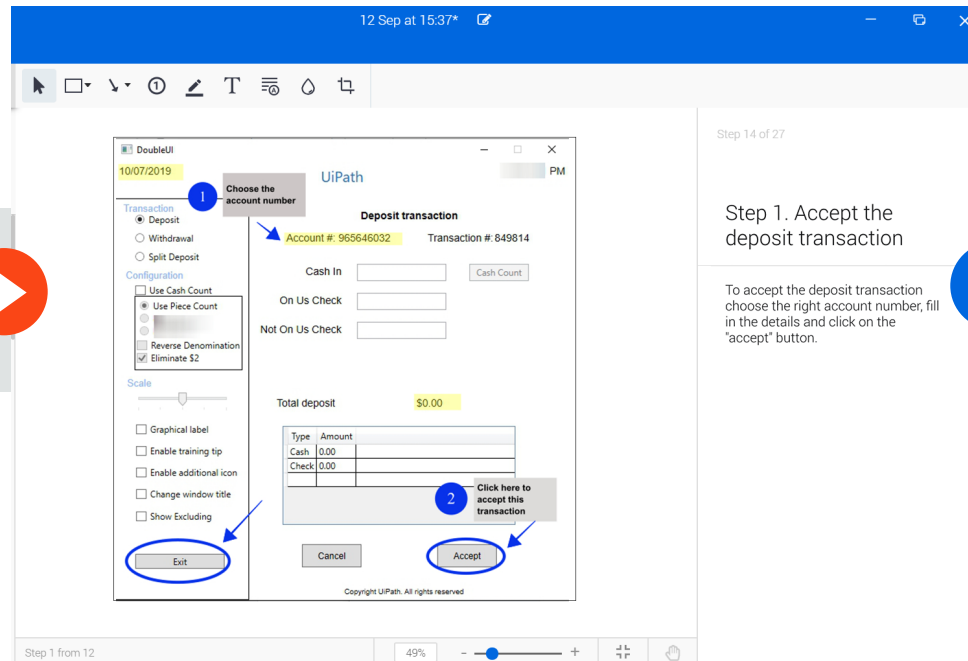 12 Sep at 15:37*
1
T
A
Step 14 of 27
Step 1. Accept the
deposit transaction
To accept the deposit transaction
choose the right account number, fill
in the details and click on the
"accept" button.
DoubleUI
10/07/2019
UiPath
PM
1
Choose the
account number
Transaction
Deposit
Withdrawal
Split Deposit
Configuration
Use Cash Count
Use Piece Count
Reverse Denomination
Eliminate $2
Scale
Graphical label
Enable training tip
Enable additional icon
Change window title
Show Excluding
Exit
Deposit transaction
Account #: 965646032 Transaction #: 849814
Cash In Cash Count
On Us Check
Not On Us Check
Total deposit $0.00
Type Amount
Cash 0.00
Check 0.00
2
Click here to
accept this
transaction
Cancel Accept
Copyright UiPath. All rights reserved
Step 1 from 12
49% - +